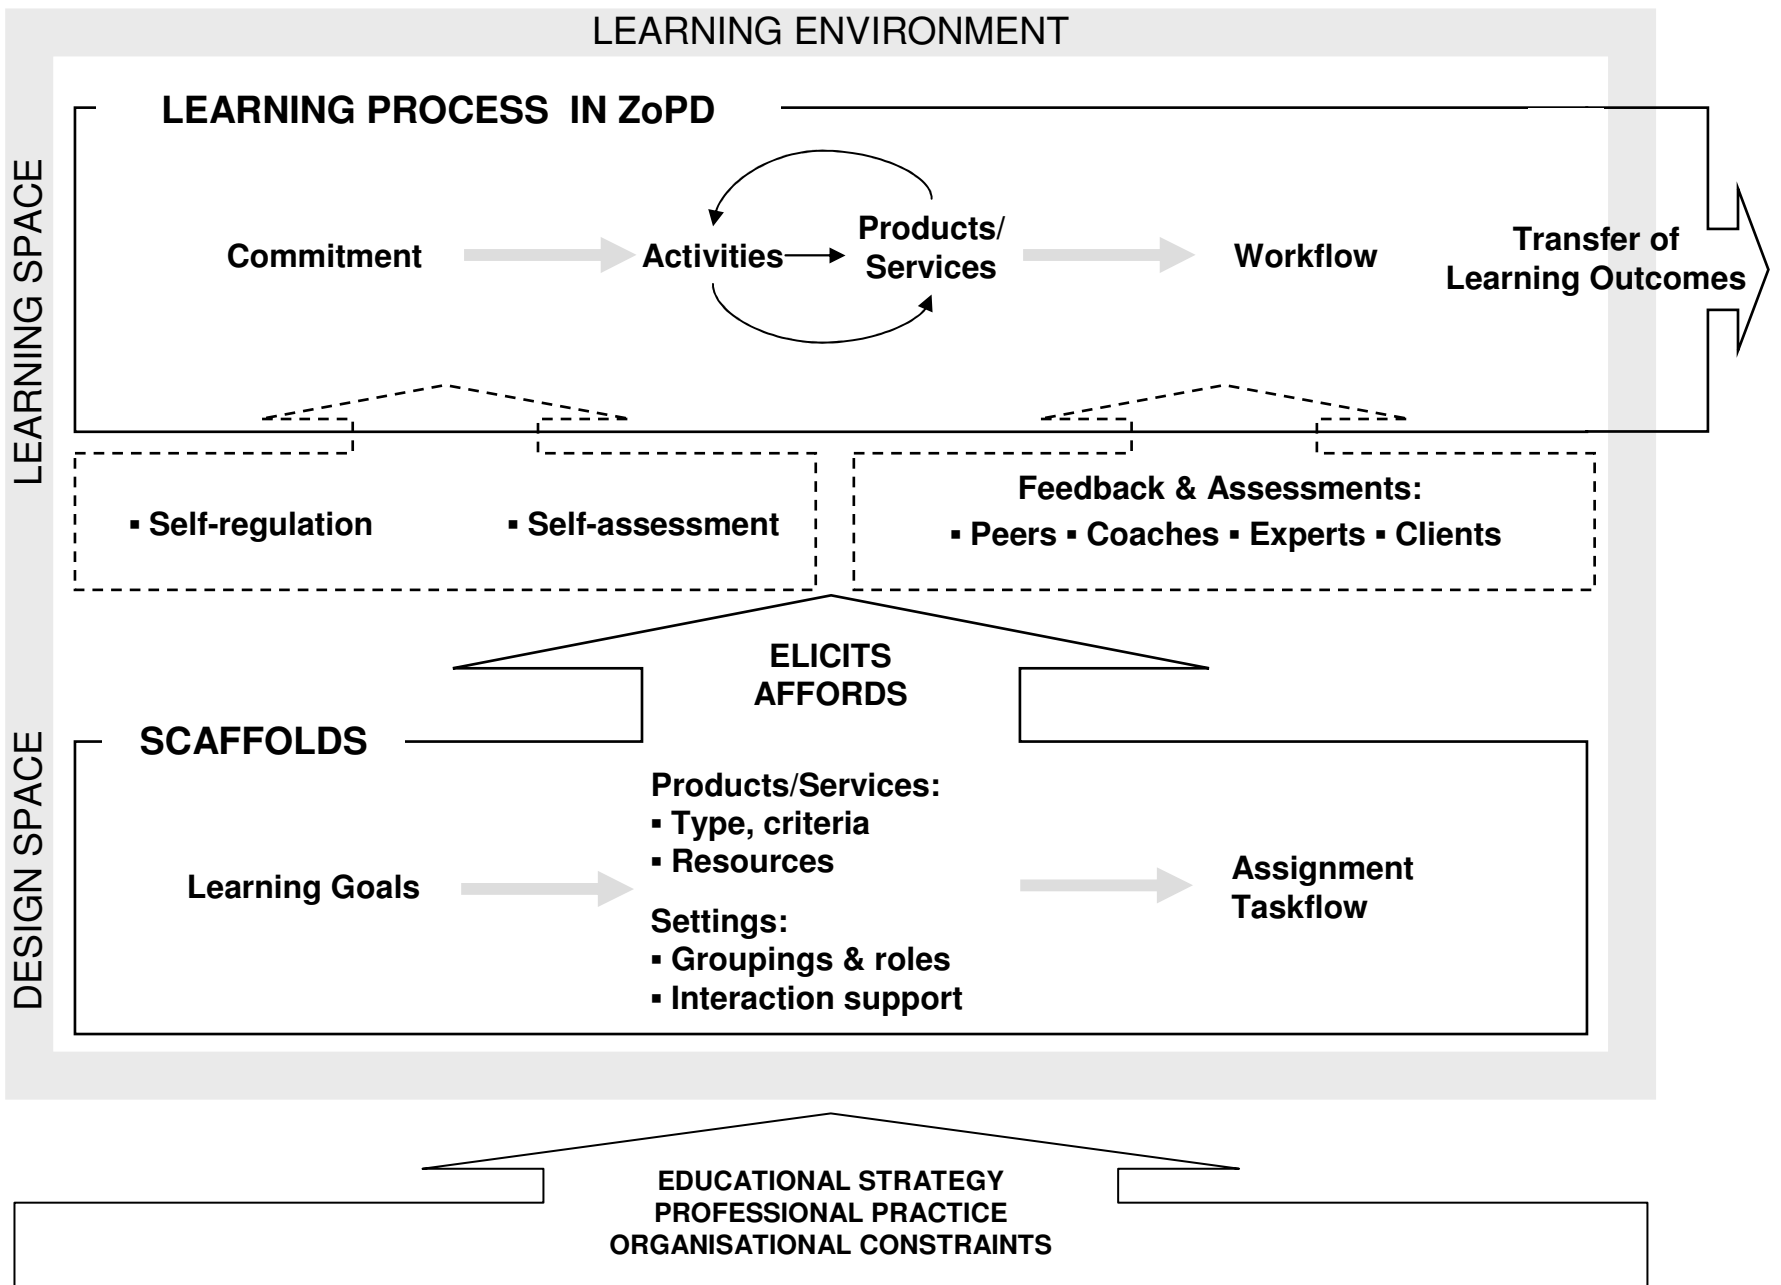 LEARNING ENVIRONMENT
LEARNING SPACE
LEARNING PROCESS IN ZoPD
Commitment
Activities
Products/
Services
Workflow
Transfer of
Learning Outcomes
▪ Self-regulation
▪ Self-assessment
Feedback & Assessments:
▪ Peers ▪ Coaches ▪ Experts ▪ Clients
ELICITS
AFFORDS
DESIGN SPACE
SCAFFOLDS
Learning Goals
Products/Services:
▪ Type, criteria
▪ Resources
Settings:
▪ Groupings & roles
▪ Interaction support
Assignment
Taskflow
EDUCATIONAL STRATEGY
PROFESSIONAL PRACTICE
ORGANISATIONAL CONSTRAINTS